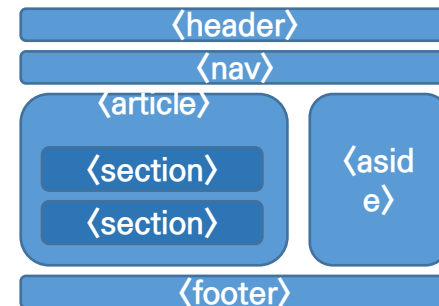 〈header〉
〈nav〉
〈article〉
〈section〉
〈section〉
〈asid
e〉
〈footer〉